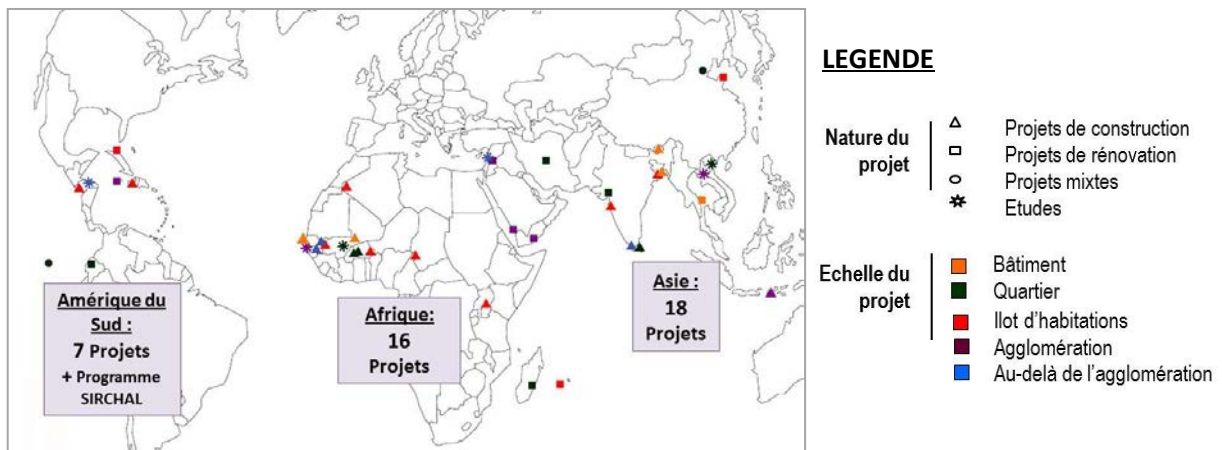 Amérique du
Sud :
7 Projets
+ Programme
SIRCHAL
Afrique:
16
Projets
Asie :
18
Projets
LEGENDE
Nature du
projet
Projets de construction
Projets de rénovation
Projets mixtes
Etudes
Echelle du
projet
Bâtiment
Quartier
Ilot d'habitations
Agglomération
Au-delà de l'agglomération